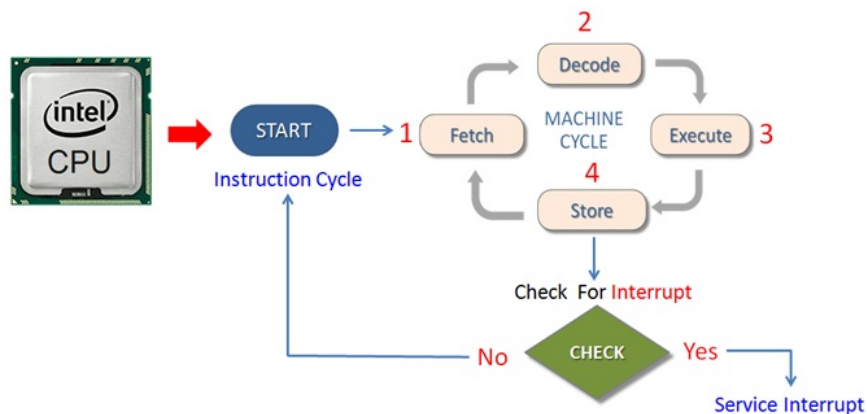 intel
CPU
START
Instruction Cycle
1
Fetch
2
Decode
MACHINE
CYCLE
Execute
3
4
Store
Check For Interrupt
CHECK
No
Yes
Service Interrupt